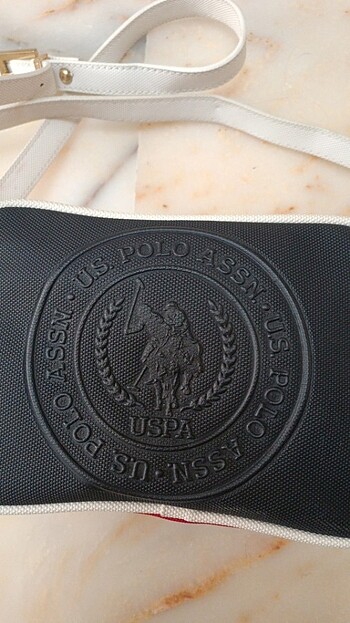 US POLO ASSN · US POLO ASSN · US POLO ASSN ·
USPA